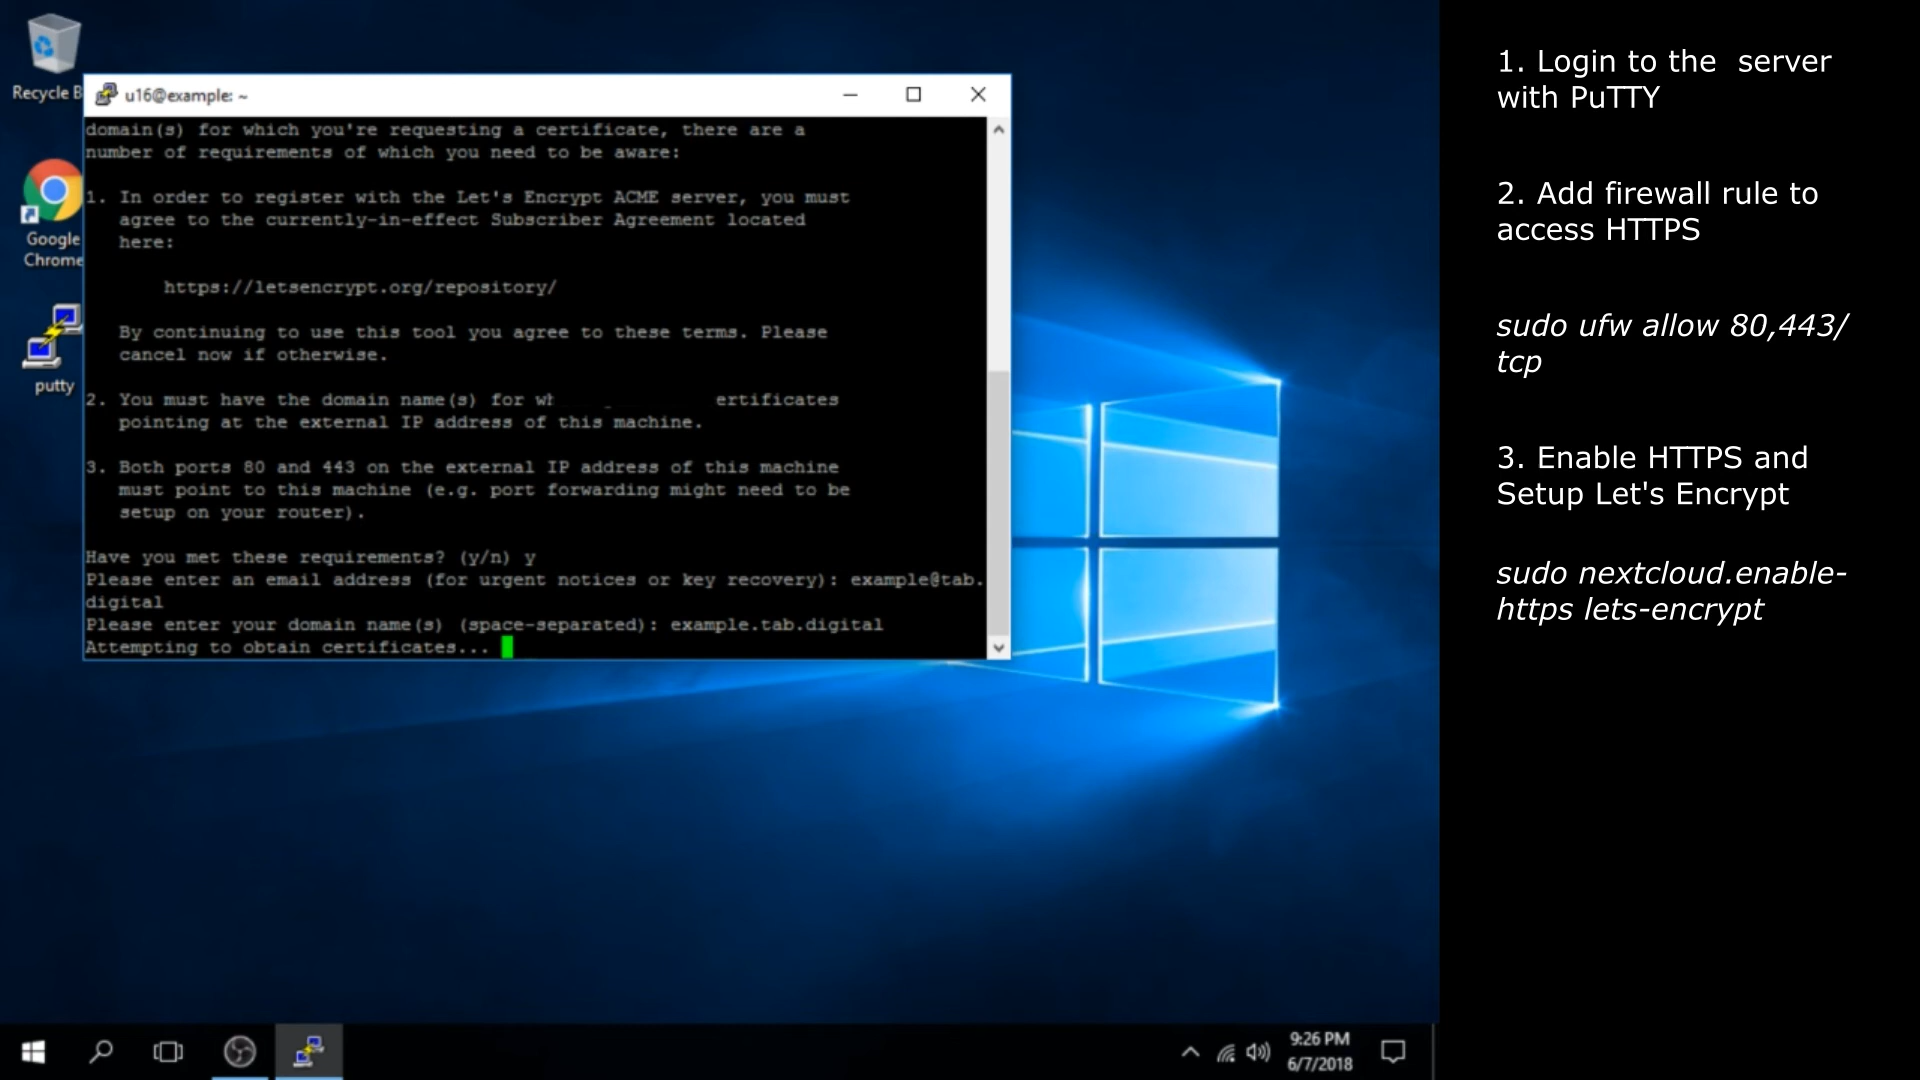 Recycle B
Google
Chrome
putty
u16@example: ~
domain(s) for which you're requesting a certificate, there are a
number of requirements of which you need to be aware:
1. In order to register with the Let's Encrypt ACME server, you must
agree to the currently-in-effect Subscriber Agreement located
here:
https://letsencrypt.org/repository/
By continuing to use this tool you agree to these terms. Please
cancel now if otherwise.
2. You must have the domain name(s) for wh ertificates
pointing at the external IP address of this machine.
3. Both ports 80 and 443 on the external IP address of this machine
must point to this machine (e.g. port forwarding might need to be
setup on your router).
Have you met these requirements? (y/n) y
Please enter an email address (for urgent notices or key recovery): example@tab.
digital
Please enter your domain name(s) (space-separated): example.tab.digital
Attempting to obtain certificates...
9:26 PM
6/7/2018
1. Login to the  server
with PuTTY
2. Add firewall rule to
access HTTPS
sudo ufw allow 80,443/
tcp
3. Enable HTTPS and
Setup Let's Encrypt
sudo nextcloud.enable-
https lets-encrypt